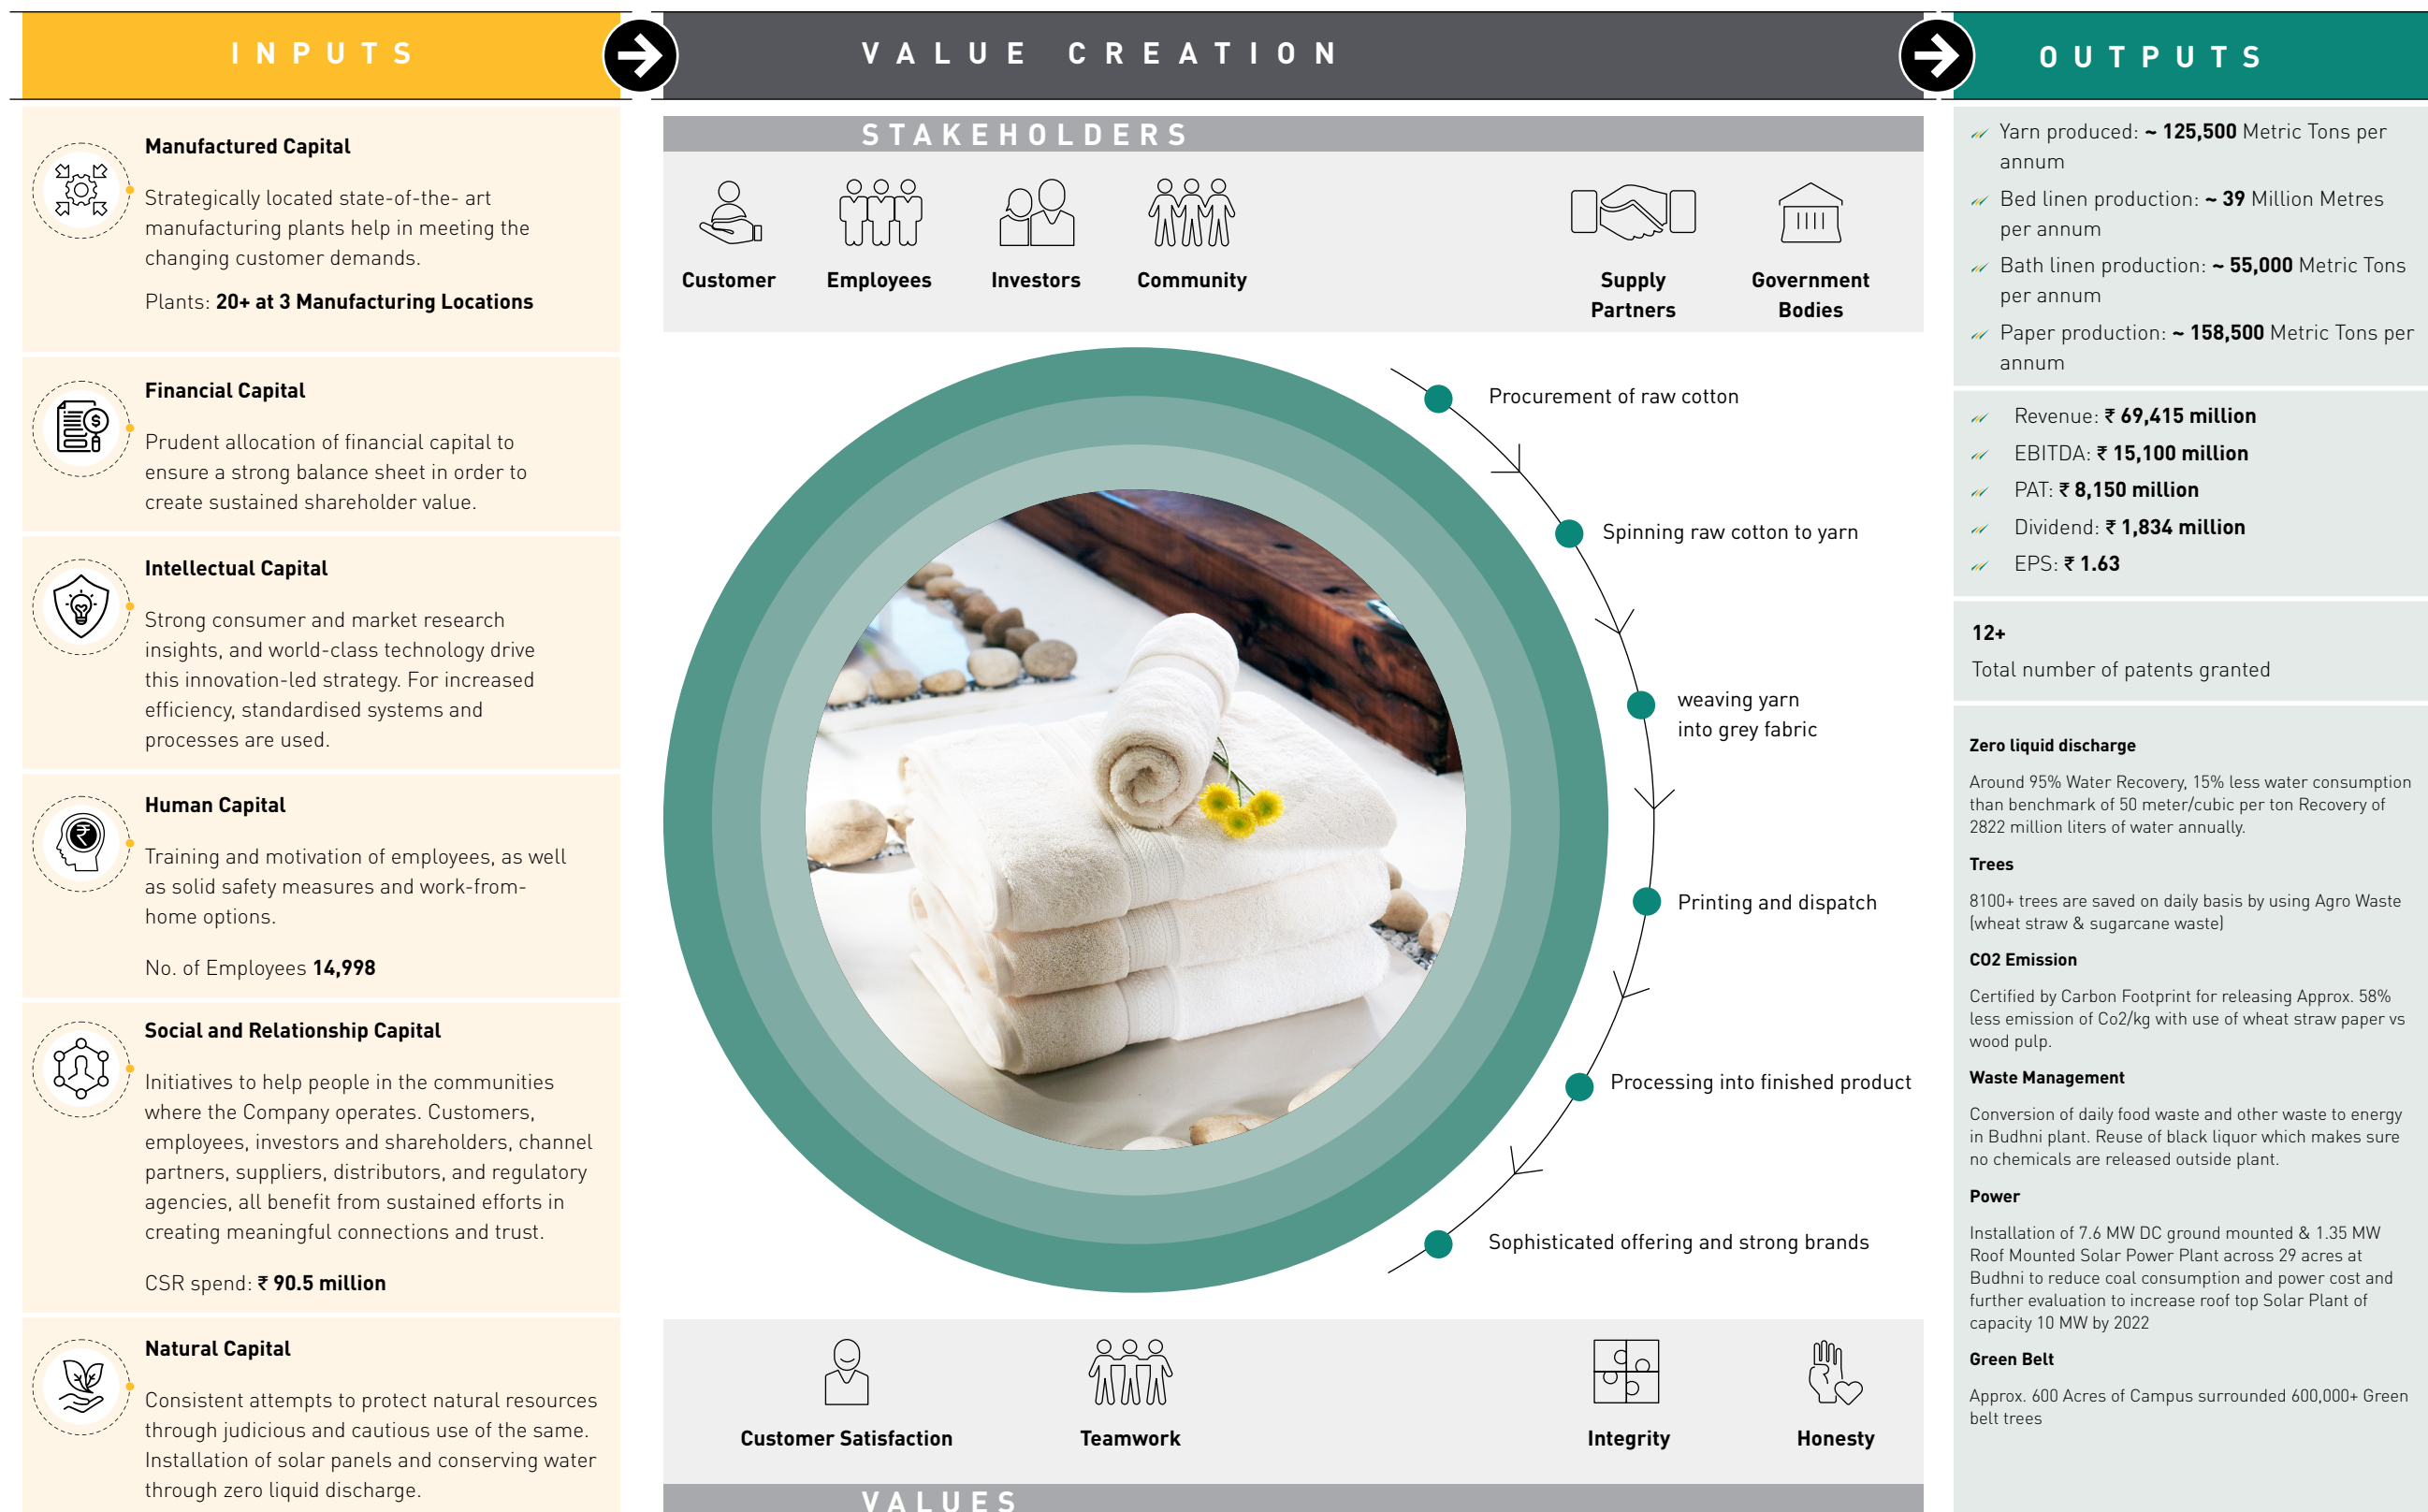 INPUTS
VALUE CREATION
OUTPUTS
Manufactured Capital
Strategically located state-of-the- art
manufacturing plants help in meeting the
changing customer demands.
Plants: 20+ at 3 Manufacturing Locations
Financial Capital
Prudent allocation of financial capital to
ensure a strong balance sheet in order to
create sustained shareholder value.
Intellectual Capital
Strong consumer and market research
insights, and world-class technology drive
this innovation-led strategy. For increased
efficiency, standardised systems and
processes are used.
Human Capital
Training and motivation of employees, as well
as solid safety measures and work-from-
home options.
No. of Employees 14,998
Social and Relationship Capital
Initiatives to help people in the communities
where the Company operates. Customers,
employees, investors and shareholders, channel
partners, suppliers, distributors, and regulatory
agencies, all benefit from sustained efforts in
creating meaningful connections and trust.
CSR spend: ₹ 90.5 million
Natural Capital
Consistent attempts to protect natural resources
through judicious and cautious use of the same.
Installation of solar panels and conserving water
through zero liquid discharge.
STAKEHOLDERS
Customer
Employees
Investors
Community
Supply
Partners
Government
Bodies
Procurement of raw cotton
Spinning raw cotton to yarn
weaving yarn
into grey fabric
Printing and dispatch
Processing into finished product
Sophisticated offering and strong brands
Customer Satisfaction
Teamwork
Integrity
Honesty
VALUES
Yarn produced: ~ 125,500 Metric Tons per
annum
Bed linen production: ~ 39 Million Metres
per annum
Bath linen production: ~ 55,000 Metric Tons
per annum
Paper production: ~ 158,500 Metric Tons per
annum
Revenue: ₹ 69,415 million
EBITDA: ₹ 15,100 million
PAT: ₹ 8,150 million
Dividend: ₹ 1,834 million
EPS: ₹ 1.63
12+
Total number of patents granted
Zero liquid discharge
Around 95% Water Recovery, 15% less water consumption
than benchmark of 50 meter/cubic per ton Recovery of
2822 million liters of water annually.
Trees
8100+ trees are saved on daily basis by using Agro Waste
(wheat straw & sugarcane waste)
CO2 Emission
Certified by Carbon Footprint for releasing Approx. 58%
less emission of Co2/kg with use of wheat straw paper vs
wood pulp.
Waste Management
Conversion of daily food waste and other waste to energy
in Budhni plant. Reuse of black liquor which makes sure
no chemicals are released outside plant.
Power
Installation of 7.6 MW DC ground mounted & 1.35 MW
Roof Mounted Solar Power Plant across 29 acres at
Budhni to reduce coal consumption and power cost and
further evaluation to increase roof top Solar Plant of
capacity 10 MW by 2022
Green Belt
Approx. 600 Acres of Campus surrounded 600,000+ Green
belt trees